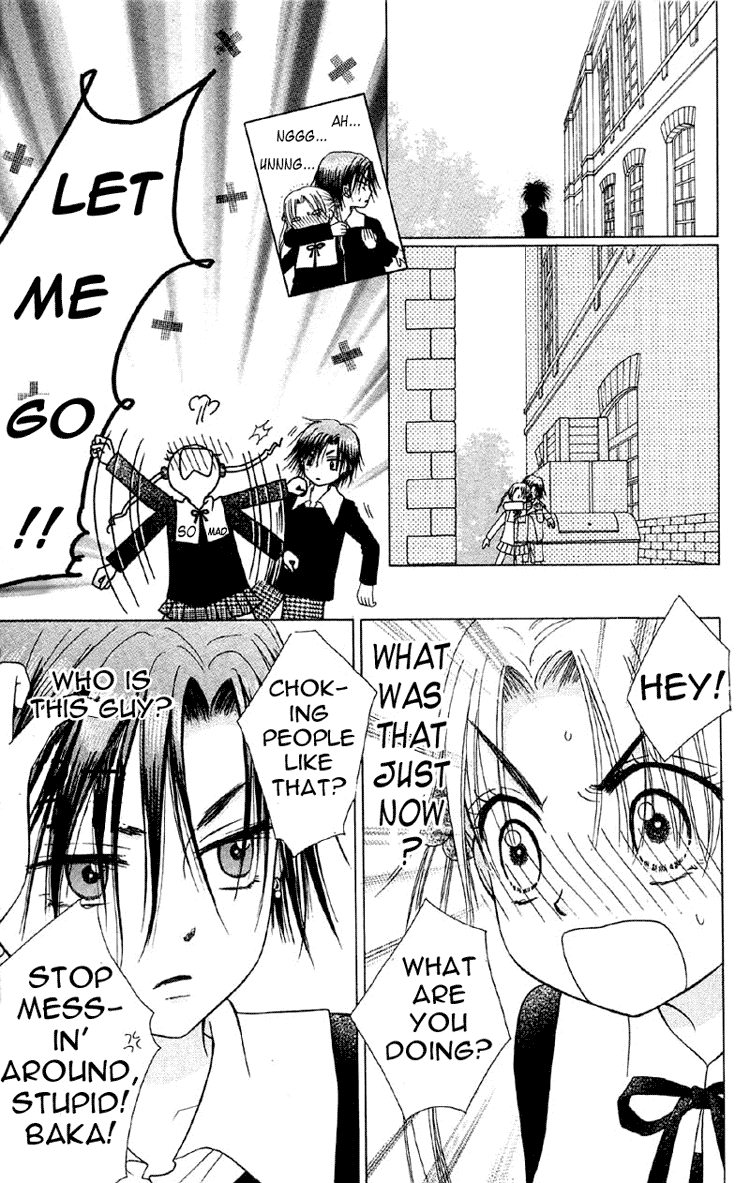 AH...
NGGG...
UNNNG...
LET
ME
GO
!!
SO MAD
HEY!
WHAT
WAS
THAT
JUST
NOW
?
WHAT
ARE
YOU
DOING?
CHOK-
ING
PEOPLE
LIKE
THAT?
WHO IS
THIS GUY?
STOP
MESS-
IN'
AROUND,
STUPID!
BAKA!